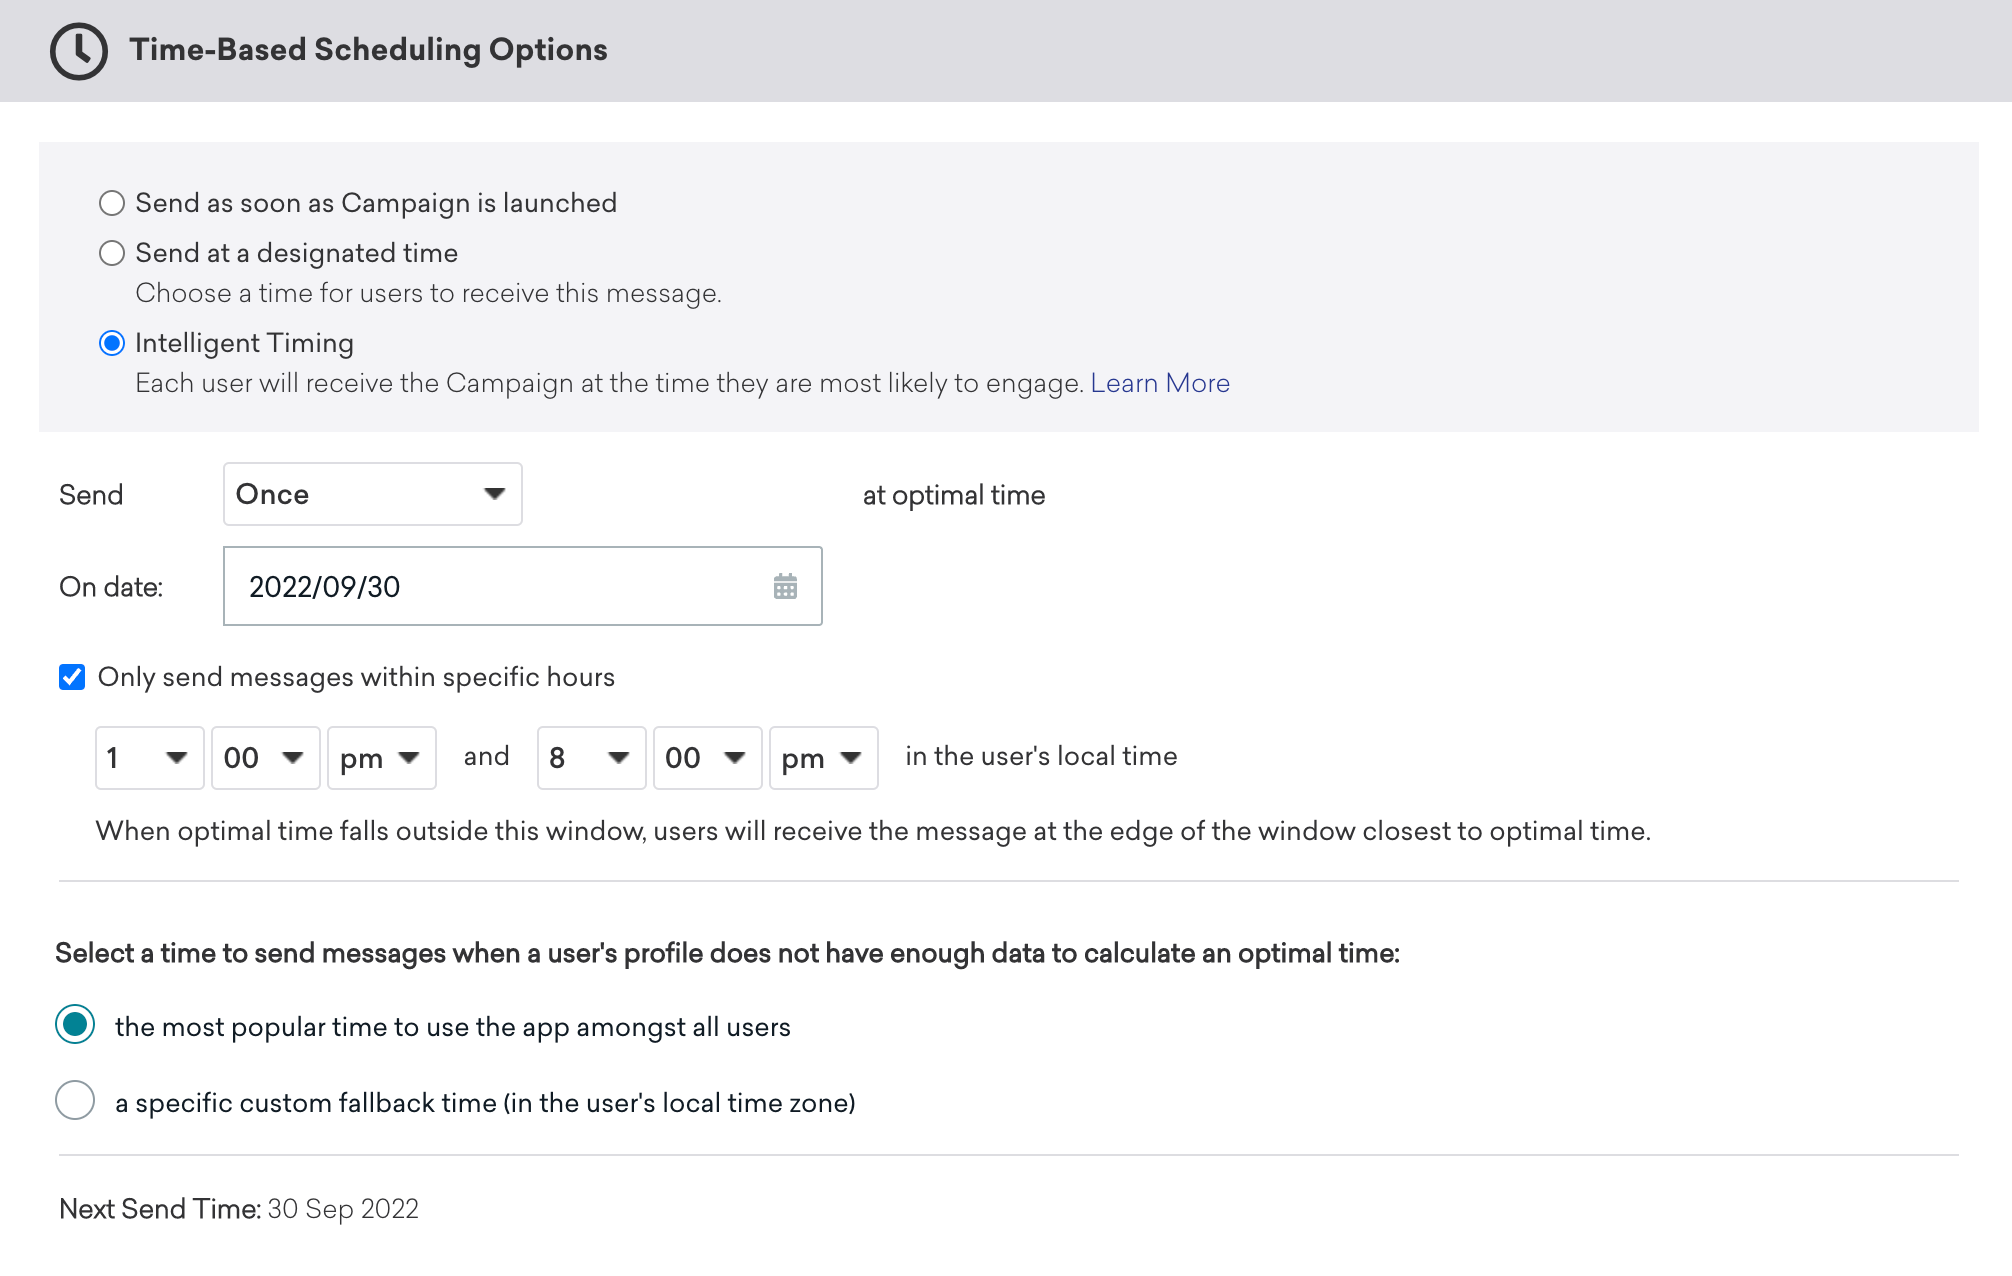 Time-Based Scheduling Options
Send as soon as Campaign is launched
Send at a designated time
Choose a time for users to receive this message.
Intelligent Timing
Each user will receive the Campaign at the time they are most likely to engage. Learn More
Send Once at optimal time
On date: 2022/09/30
Only send messages within specific hours
1 00 pm and 8 00 pm in the user's local time
When optimal time falls outside this window, users will receive the message at the edge of the window closest to optimal time.
Select a time to send messages when a user's profile does not have enough data to calculate an optimal time:
the most popular time to use the app amongst all users
a specific custom fallback time (in the user's local time zone)
Next Send Time: 30 Sep 2022